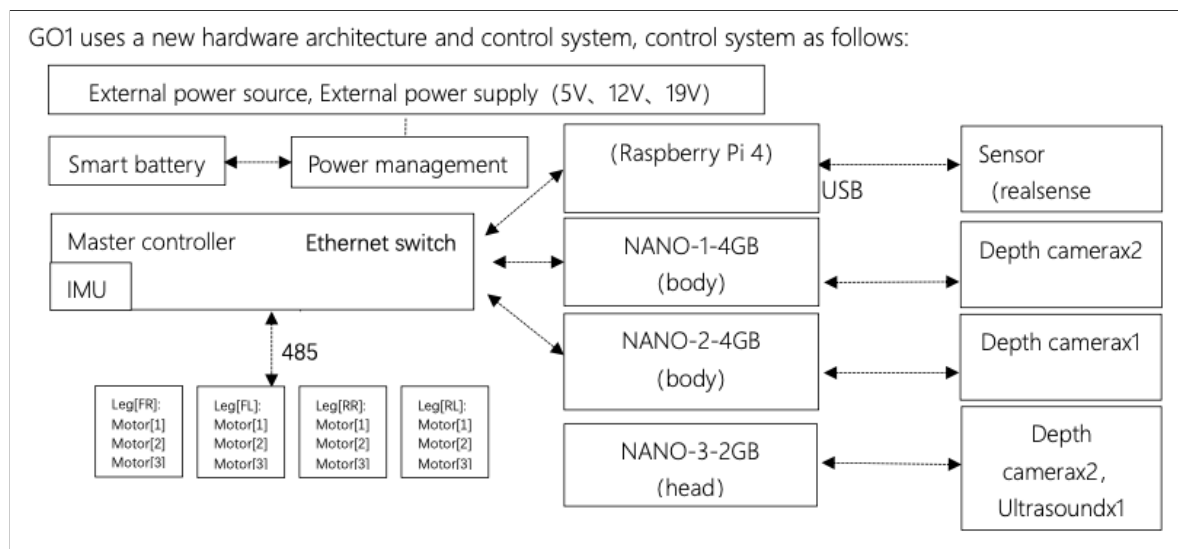 GO1 uses a new hardware architecture and control system, control system as follows:
External power source, External power supply（5V、12V、19V）
Smart battery
Power management
(Raspberry Pi 4)
USB
Sensor
(realsense
Master controller
Ethernet switch
IMU
NANO-1-4GB
(body)
Depth camerax2
485
NANO-2-4GB
(body)
Depth camerax1
Leg[FR]:
Motor[1]
Motor[2]
Motor[3]
Leg[FL]:
Motor[1]
Motor[2]
Motor[3]
Leg[RR]:
Motor[1]
Motor[2]
Motor[3]
Leg[RL]:
Motor[1]
Motor[2]
Motor[3]
NANO-3-2GB
(head)
Depth
camerax2，
Ultrasoundx1